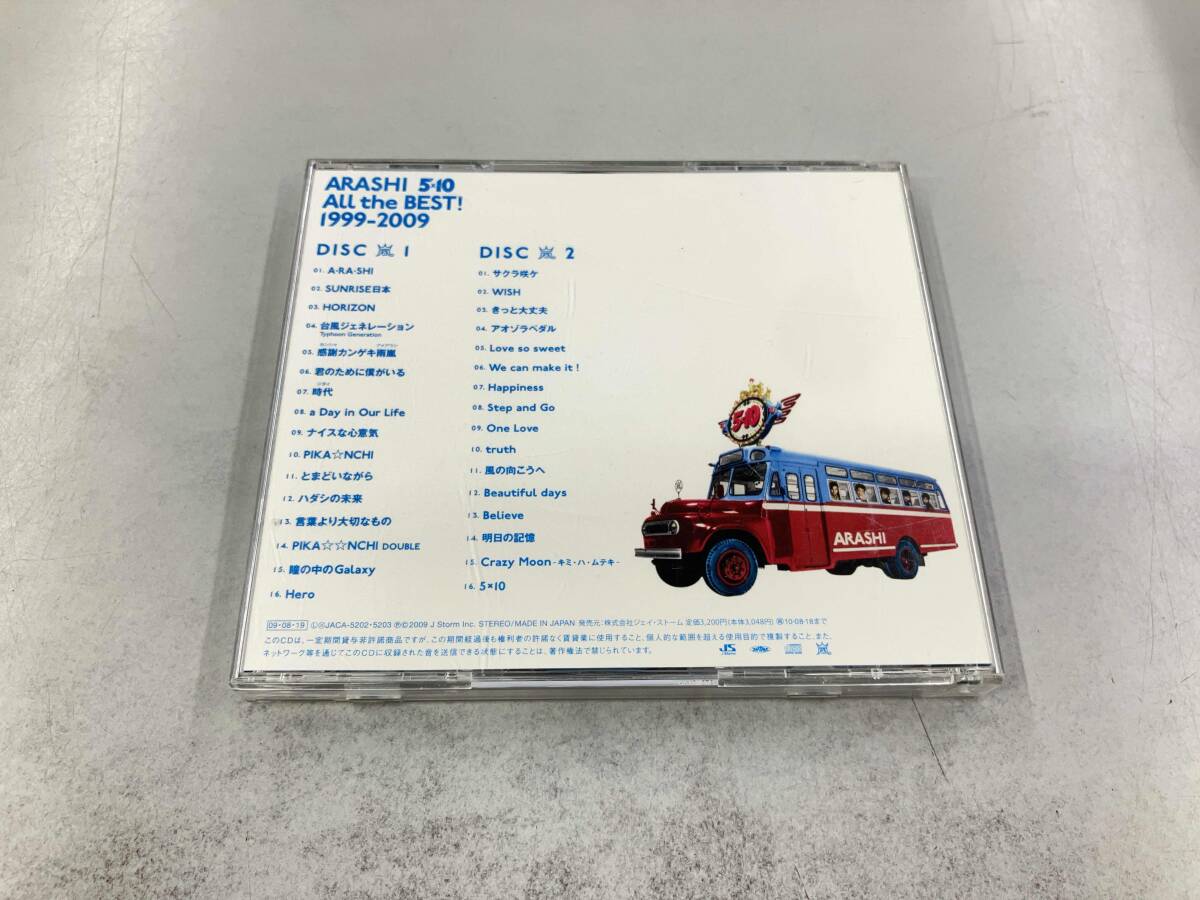 ARASHI 5×10
All the BEST!
1999-2009
DISC 1
01. A・RA・SHI
02. SUNRISE日本
03. HORIZON
04. 台風ジェネレーション
Typhoon Generation
カンシャ アメアラシ
05. 感謝カンゲキ雨嵐
06. 君のために僕がいる
ジダイ
07. 時代
08. a Day in Our Life
09. ナイスな心意気
10. PIKA☆NCHI
11. とまどいながら
12. ハダシの未来
13. 言葉より大切なもの
14. PIKA☆☆NCHI DOUBLE
15. 瞳の中のGalaxy
16. Hero
DISC 2
01. サクラ咲ケ
02. WISH
03. きっと大丈夫
04. アオゾラペダル
05. Love so sweet
06. We can make it!
07. Happiness
08. Step and Go
09. One Love
10. truth
11. 風の向こうへ
12. Beautiful days
13. Believe
14. 明日の記憶
15. Crazy Moon -キミ・ハ・ムテキ-
16. 5×10
5×10
ARASHI
09・08・19 ⓁⓇJACA-5202・5203 ℗©2009 J Storm Inc. STEREO/MADE IN JAPAN 発売元:株式会社ジェイ・ストーム 定価3,200円(本体3,048円) ㊢10・08・18まで
このCDは、一定期間貸与非許諾商品ですが、この期間経過後も権利者の許諾なく賃貸業に使用すること、個人的な範囲を超える使用目的で複製すること、また、
ネットワーク等を通じてこのCDに収録された音を送信できる状態にすることは、著作権法で禁じられています。
JS